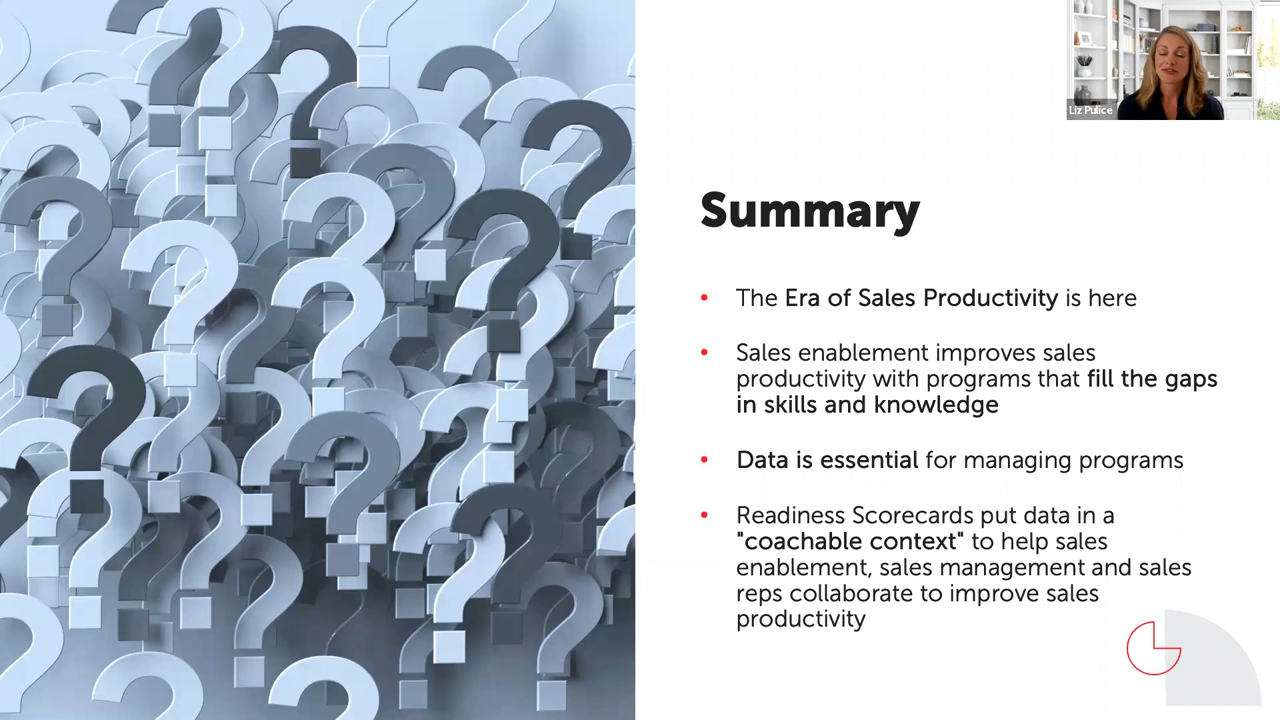 Liz Pulice
Summary
• The Era of Sales Productivity is here
• Sales enablement improves sales
productivity with programs that fill the gaps
in skills and knowledge
• Data is essential for managing programs
• Readiness Scorecards put data in a
"coachable context" to help sales
enablement, sales management and sales
reps collaborate to improve sales
productivity